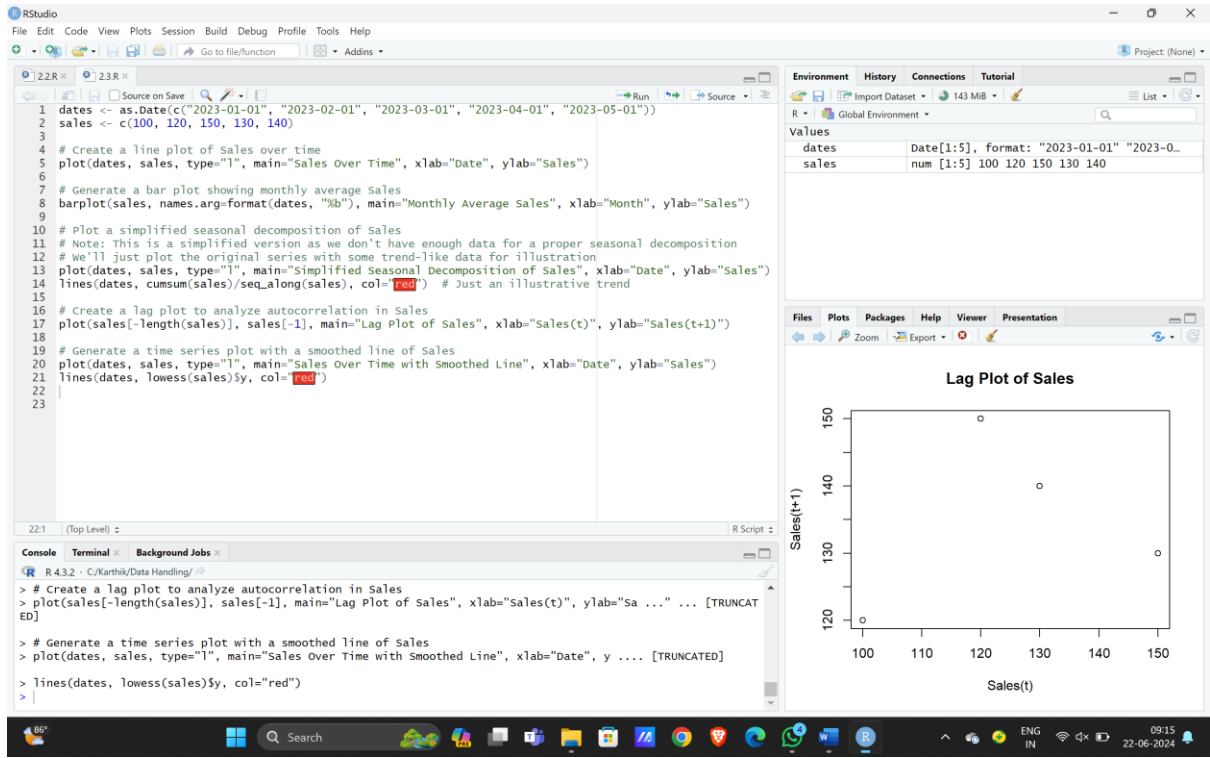 RStudio
File Edit Code View Plots Session Build Debug Profile Tools Help
Go to file/function Addins Project: (None)
2.2.R 2.3.R
Source on Save Run Source
1 dates <- as.Date(c("2023-01-01", "2023-02-01", "2023-03-01", "2023-04-01", "2023-05-01"))
2 sales <- c(100, 120, 150, 130, 140)
3
4 # Create a line plot of Sales over time
5 plot(dates, sales, type="l", main="Sales Over Time", xlab="Date", ylab="Sales")
6
7 # Generate a bar plot showing monthly average Sales
8 barplot(sales, names.arg=format(dates, "%b"), main="Monthly Average Sales", xlab="Month", ylab="Sales")
9
10 # Plot a simplified seasonal decomposition of Sales
11 # Note: This is a simplified version as we don't have enough data for a proper seasonal decomposition
12 # We'll just plot the original series with some trend-like data for illustration
13 plot(dates, sales, type="l", main="Simplified Seasonal Decomposition of Sales", xlab="Date", ylab="Sales")
14 lines(dates, cumsum(sales)/seq_along(sales), col="red") # Just an illustrative trend
15
16 # Create a lag plot to analyze autocorrelation in Sales
17 plot(sales[-length(sales)], sales[-1], main="Lag Plot of Sales", xlab="Sales(t)", ylab="Sales(t+1)")
18
19 # Generate a time series plot with a smoothed line of Sales
20 plot(dates, sales, type="l", main="Sales Over Time with Smoothed Line", xlab="Date", ylab="Sales")
21 lines(dates, lowess(sales)$y, col="red")
22
23
22:1 (Top Level) R Script
Console Terminal Background Jobs
R 4.3.2 · C:/Karthik/Data Handling/
> # Create a lag plot to analyze autocorrelation in Sales
> plot(sales[-length(sales)], sales[-1], main="Lag Plot of Sales", xlab="Sales(t)", ylab="Sa ..." ... [TRUNCAT
ED]
> # Generate a time series plot with a smoothed line of Sales
> plot(dates, sales, type="l", main="Sales Over Time with Smoothed Line", xlab="Date", y .... [TRUNCATED]
> lines(dates, lowess(sales)$y, col="red")
>
Environment History Connections Tutorial
Import Dataset 143 MiB List
R Global Environment
Values
dates Date[1:5], format: "2023-01-01" "2023-0…
sales num [1:5] 100 120 150 130 140
Files Plots Packages Help Viewer Presentation
Zoom Export
Lag Plot of Sales
150
140
130
120
Sales(t+1)
100 110 120 130 140 150
Sales(t)
86° Search PRE 4 ENG 09:15
IN 22-06-2024